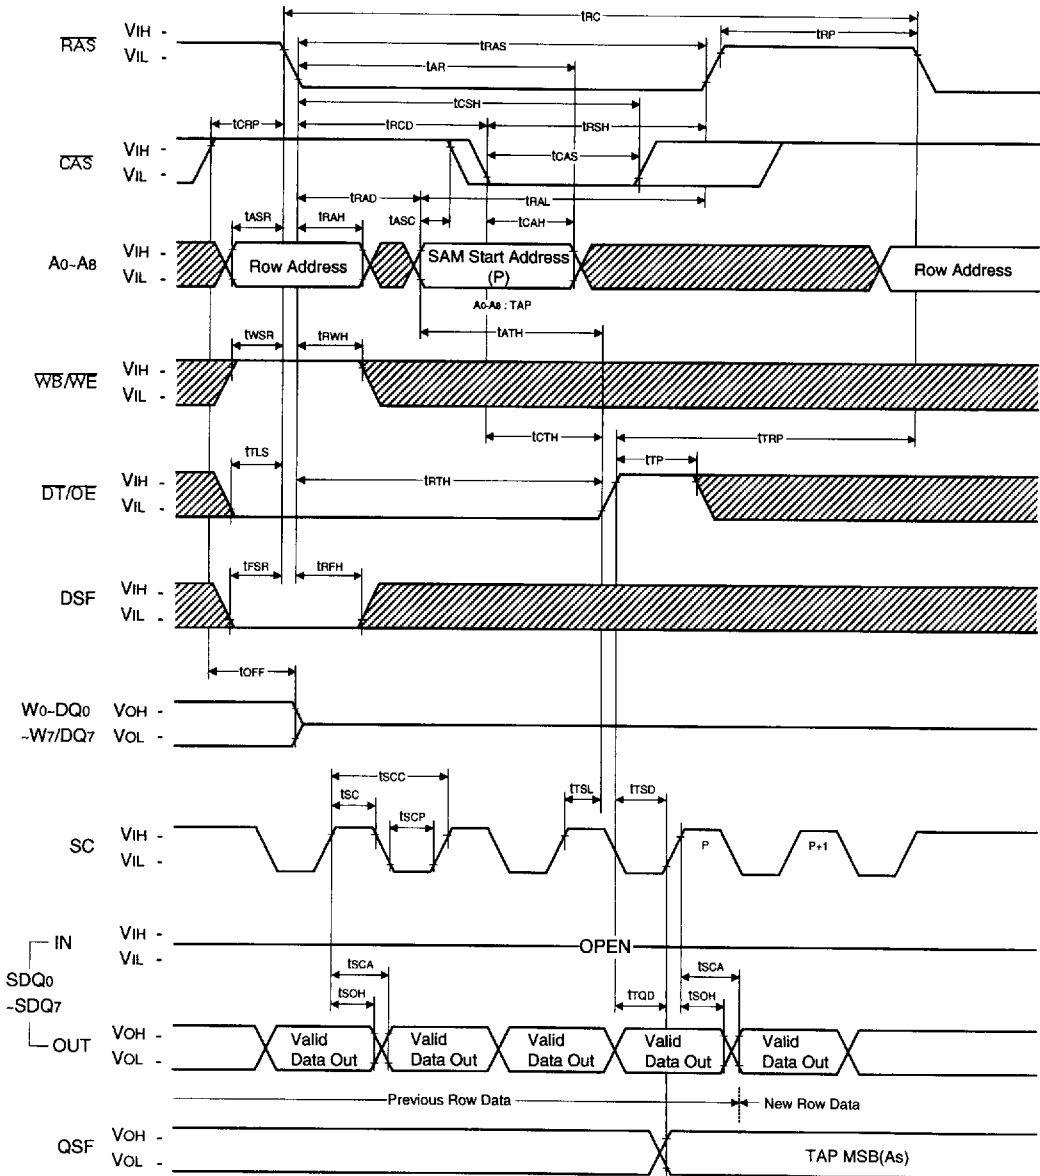 tRC
tRP
RAS
VIH -
VIL -
tRAS
tAR
tCSH
tCRP
tRCD
tRSH
CAS
VIH -
VIL -
tCAS
tRAD
tRAL
tASR
tRAH
tASC
tCAH
A0~A8
VIH -
VIL -
Row Address
SAM Start Address
(P)
Row Address
A0-A8 : TAP
tATH
tWSR
tRWH
WB/WE
VIH -
VIL -
tCTH
tTRP
tTLS
tTP
DT/OE
VIH -
VIL -
tRTH
tFSR
tRFH
DSF
VIH -
VIL -
tOFF
W0~DQ0
~W7/DQ7
VOH -
VOL -
tSCC
tSC
tSCP
tTSL
tTSD
SC
VIH -
VIL -
P
P+1
IN
VIH -
VIL -
OPEN
SDQ0
~SDQ7
tSCA
tSOH
tTQD
tSCA
tSOH
OUT
VOH -
VOL -
Valid
Data Out
Valid
Data Out
Valid
Data Out
Valid
Data Out
Valid
Data Out
Previous Row Data
New Row Data
QSF
VOH -
VOL -
TAP MSB(As)